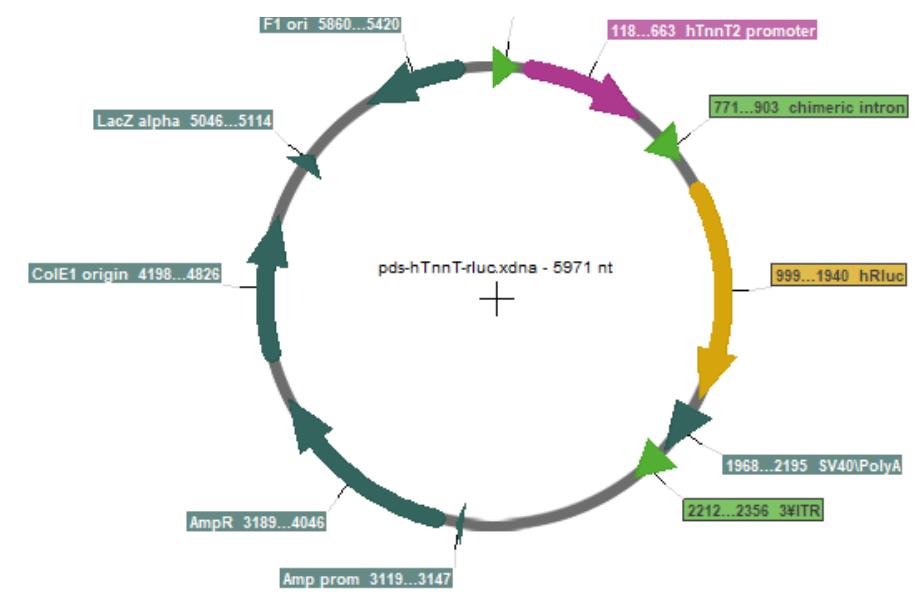 F1 ori 5860...5420
118...663 hTnnT2 promoter
771...903 chimeric intron
LacZ alpha 5046...5114
pds-hTnnT-rluc.xdna - 5971 nt
ColE1 origin 4198...4826
999...1940 hRluc
1968...2195 SV40\PolyA
2212...2356 3¥ITR
AmpR 3189...4046
Amp prom 3119...3147